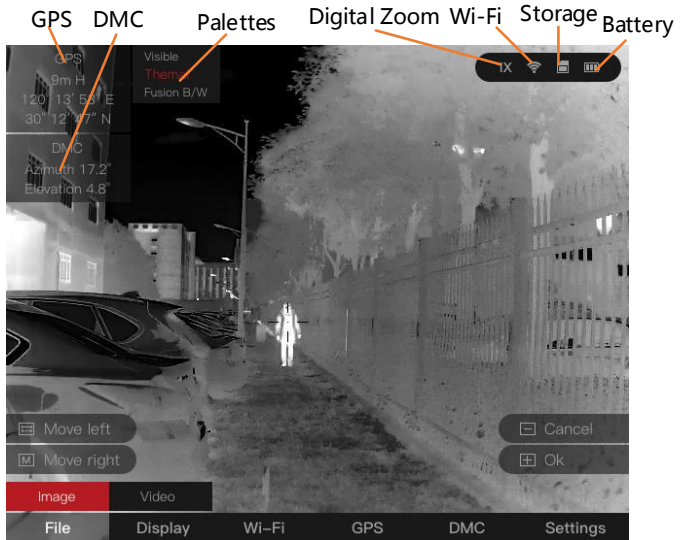 GPS DMC Palettes Digital Zoom Wi-Fi Storage Battery
GPS
9m H
120° 13' 53" E
30° 12' 47" N
DMC
Azimuth 17.2°
Elevation 4.8°
Visible
Thermal
Fusion B/W
1X
Move left
M Move right
Cancel
Ok
Image Video
File Display Wi-Fi GPS DMC Settings